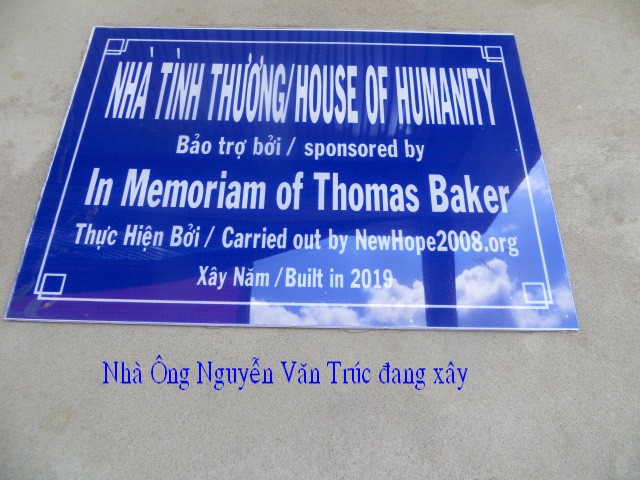 NHÀ TÌNH THƯƠNG/HOUSE OF HUMANITY
Bảo trợ bởi / sponsored by
In Memoriam of Thomas Baker
Thực Hiện Bởi / Carried out by NewHope2008.org
Xây Năm /Built in 2019
Nhà Ông Nguyễn Văn Trúc đang xây